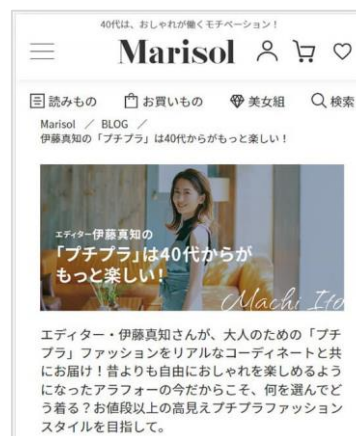 40代は、おしゃれが働くモチベーション！
Marisol
読みもの お買いもの 美女組 検索
Marisol ／ BLOG ／
伊藤真知の「プチプラ」は40代からがもっと楽しい！
エディター伊藤真知の
「プチプラ」は40代からが
もっと楽しい！
Machi Ito
エディター・伊藤真知さんが、大人のための「プチ
プラ」ファッションをリアルなコーディネートと共
にお届け！昔よりも自由におしゃれを楽しめるよう
になったアラフォーの今だからこそ、何を選んでど
う着る？お値段以上の高見えプチプラファッション
スタイルを目指して。